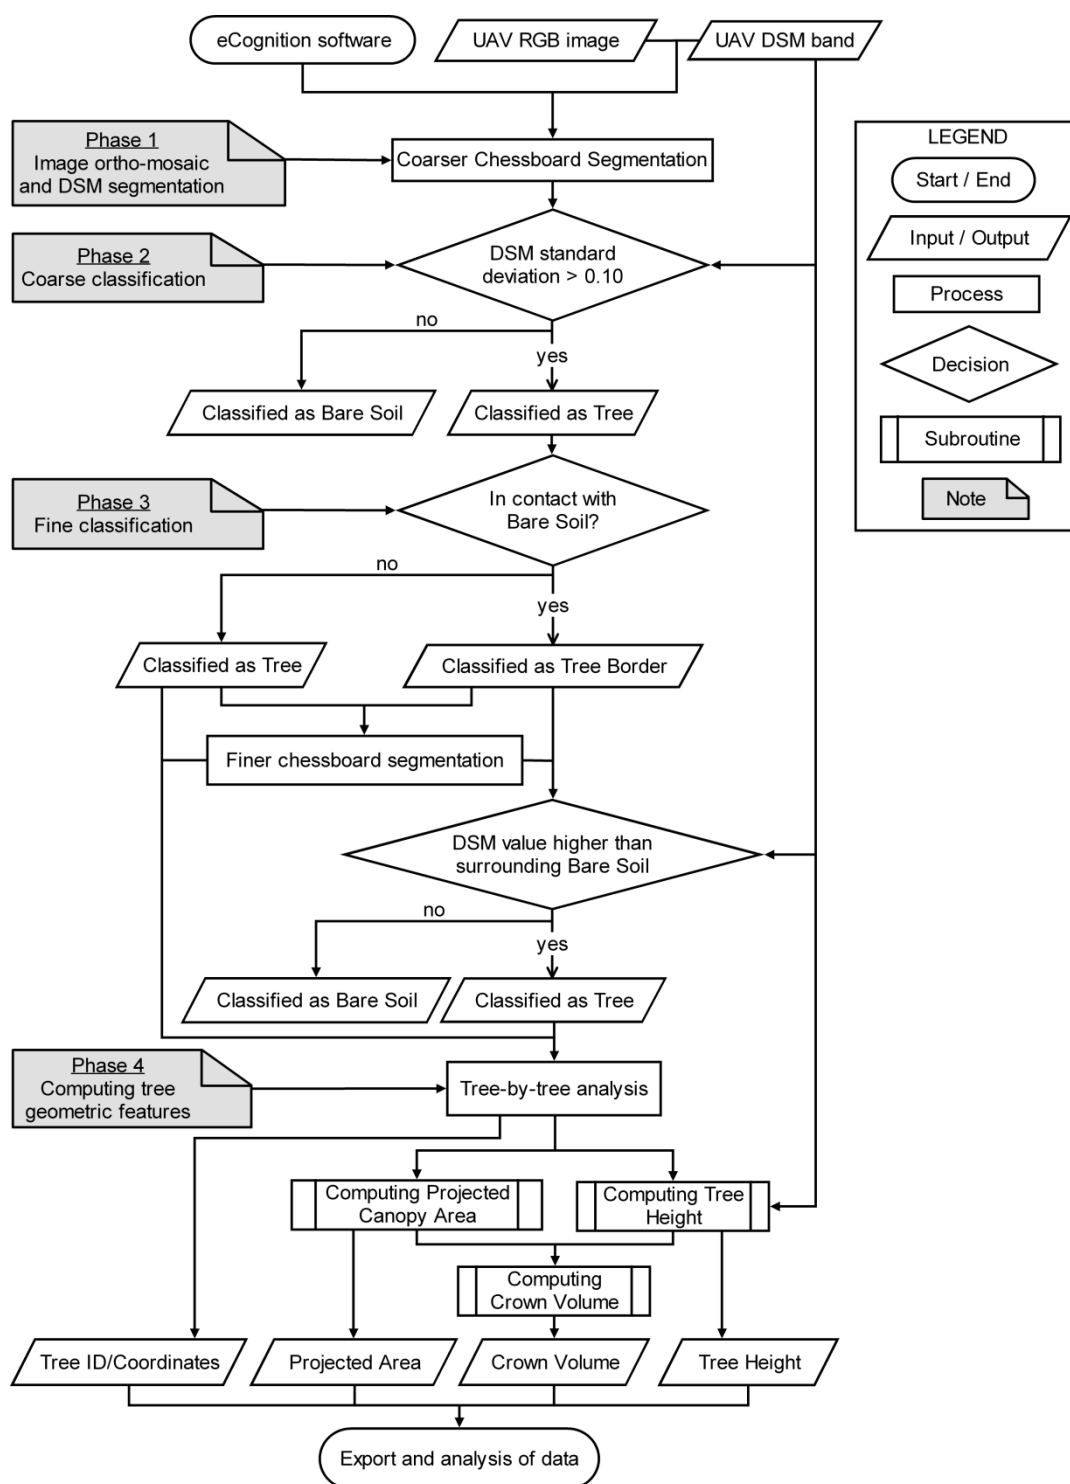 eCognition software
UAV RGB image
UAV DSM band
Phase 1
Image ortho-mosaic
and DSM segmentation
Coarser Chessboard Segmentation
LEGEND
Start / End
Input / Output
Process
Decision
Subroutine
Note
Phase 2
Coarse classification
DSM standard
deviation > 0.10
no
yes
Classified as Bare Soil
Classified as Tree
Phase 3
Fine classification
In contact with
Bare Soil?
no
yes
Classified as Tree
Classified as Tree Border
Finer chessboard segmentation
DSM value higher than
surrounding Bare Soil
no
yes
Classified as Bare Soil
Classified as Tree
Phase 4
Computing tree
geometric features
Tree-by-tree analysis
Computing Projected
Canopy Area
Computing Tree
Height
Computing
Crown Volume
Tree ID/Coordinates
Projected Area
Crown Volume
Tree Height
Export and analysis of data